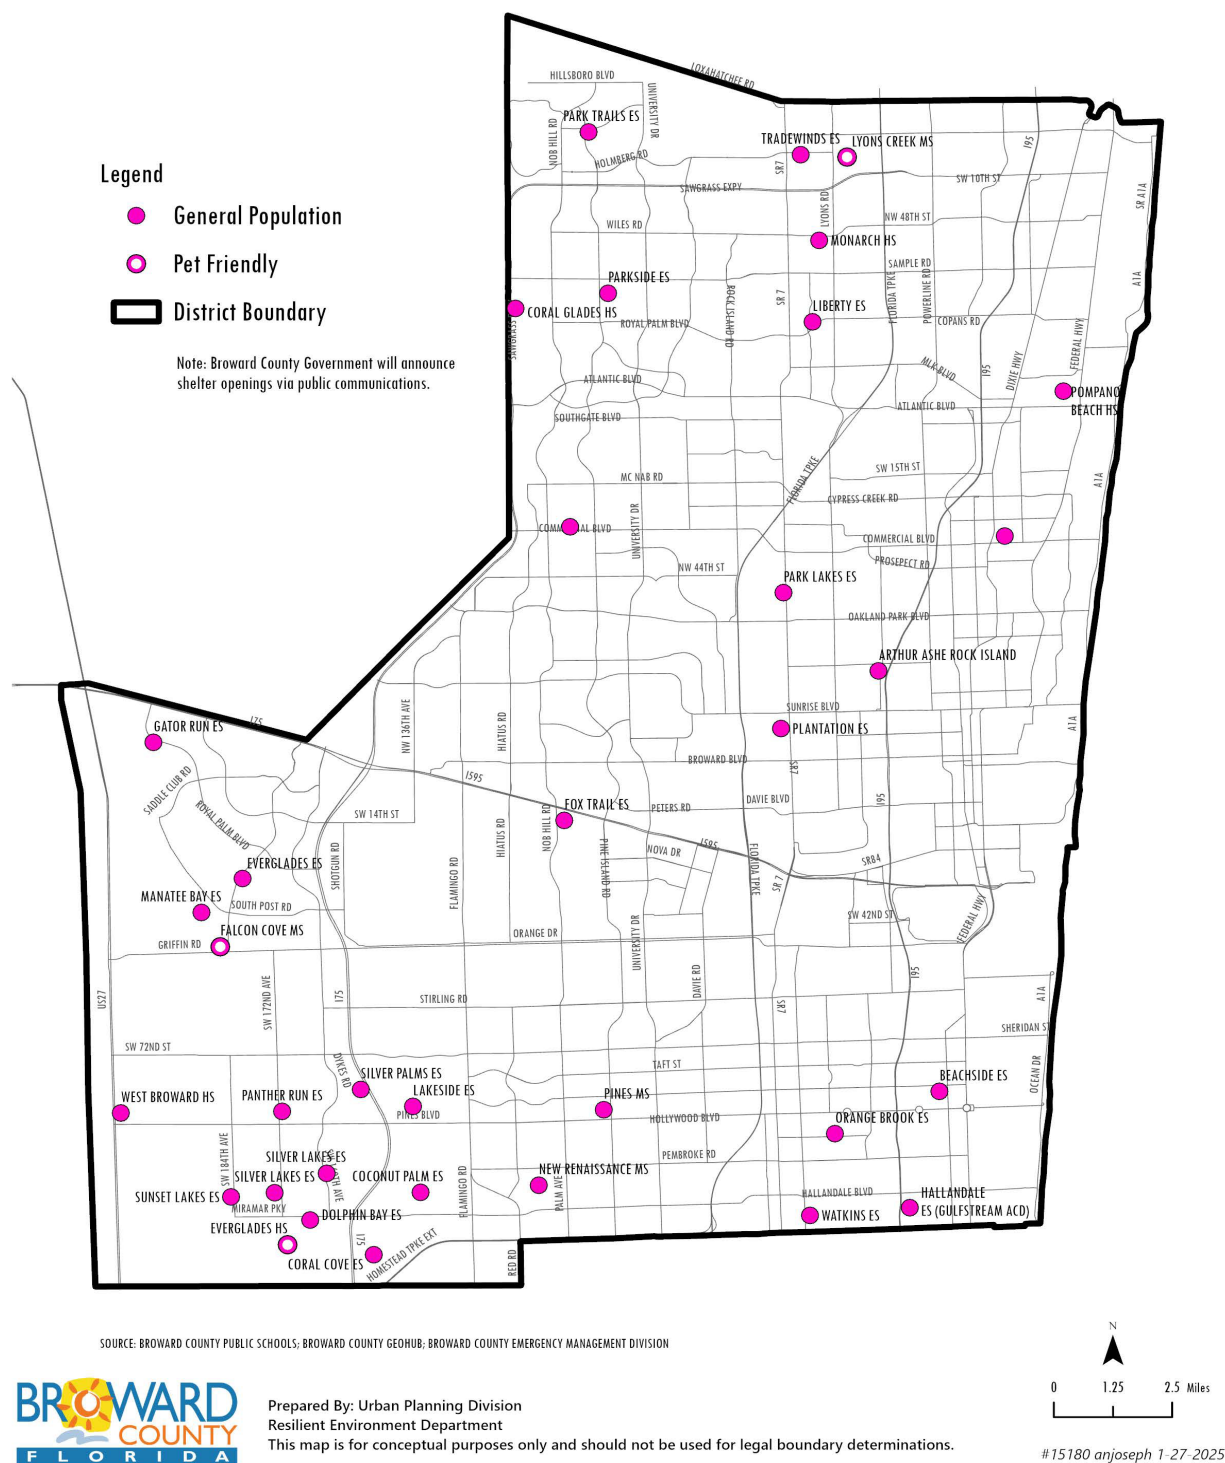 HILLSBORO BLVD
LOXAHATCHEE RD
PARK TRAILS ES
UNIVERSITY DR
NOB HILL RD
HOLMBERG RD
TRADEWINDS ES
LYONS CREEK MS
I95
SR7
SAWGRASS EXPY
SW 10TH ST
SR A1A
Legend
General Population
Pet Friendly
District Boundary
Note: Broward County Government will announce
shelter openings via public communications.
WILES RD
LYONS RD
NW 48TH ST
MONARCH HS
SAMPLE RD
PARKSIDE ES
A1A
CORAL GLADES HS
SAWGRASS
ROCK ISLAND RD
SR 7
LIBERTY ES
FLORIDA TPKE
POWERLINE RD
COPANS RD
ROYAL PALM BLVD
FEDERAL HWY
DIXIE HWY
MLK BLVD
I95
ATLANTIC BLVD
POMPANO
BEACH HS
ATLANTIC BLVD
SOUTHGATE BLVD
SW 15TH ST
MC NAB RD
FLORIDA TPKE
A1A
CYPRESS CREEK RD
UNIVERSITY DR
COMMERCIAL BLVD
COMMERCIAL BLVD
PROSPECT RD
NW 44TH ST
PARK LAKES ES
OAKLAND PARK BLVD
ARTHUR ASHE ROCK ISLAND
SUNRISE BLVD
I75
GATOR RUN ES
NW 136TH AVE
HIATUS RD
PLANTATION ES
A1A
BROWARD BLVD
SR7
SADDLE CLUB RD
I595
ROYAL PALM BLVD
SW 14TH ST
FOX TRAIL ES
NOB HILL RD
PETERS RD
DAVIE BLVD
I95
HIATUS RD
I595
NOVA DR
PINE ISLAND RD
SHOTGUN RD
FLAMINGO RD
FLORIDA TPKE
SR84
SR 7
EVERGLADES ES
MANATEE BAY ES
SOUTH POST RD
SW 42ND ST
FEDERAL HWY
FALCON COVE MS
GRIFFIN RD
ORANGE DR
UNIVERSITY DR
DAVIE RD
I95
US27
SW 172ND AVE
I75
STIRLING RD
SR7
A1A
SHERIDAN ST
SW 72ND ST
DYKES RD
TAFT ST
SILVER PALMS ES
LAKESIDE ES
BEACHSIDE ES
OCEAN DR
WEST BROWARD HS
PANTHER RUN ES
PINES BLVD
PINES MS
HOLLYWOOD BLVD
ORANGE BROOK ES
SW 184TH AVE
SILVER LAKES ES
SILVER LAKES ES
COCONUT PALM ES
PEMBROKE RD
NEW RENAISSANCE MS
SUNSET LAKES ES
MIRAMAR PKY
FLAMINGO RD
PALM AVE
HALLANDALE BLVD
HALLANDALE
ES (GULFSTREAM ACD)
WATKINS ES
DOLPHIN BAY ES
EVERGLADES HS
I75
CORAL COVE ES
HOMESTEAD TPKE EXT
RED RD
SOURCE: BROWARD COUNTY PUBLIC SCHOOLS; BROWARD COUNTY GEOHUB; BROWARD COUNTY EMERGENCY MANAGEMENT DIVISION
N
0 1.25 2.5 Miles
BROWARD
COUNTY
FLORIDA
Prepared By: Urban Planning Division
Resilient Environment Department
This map is for conceptual purposes only and should not be used for legal boundary determinations.
#15180 anjoseph 1-27-2025